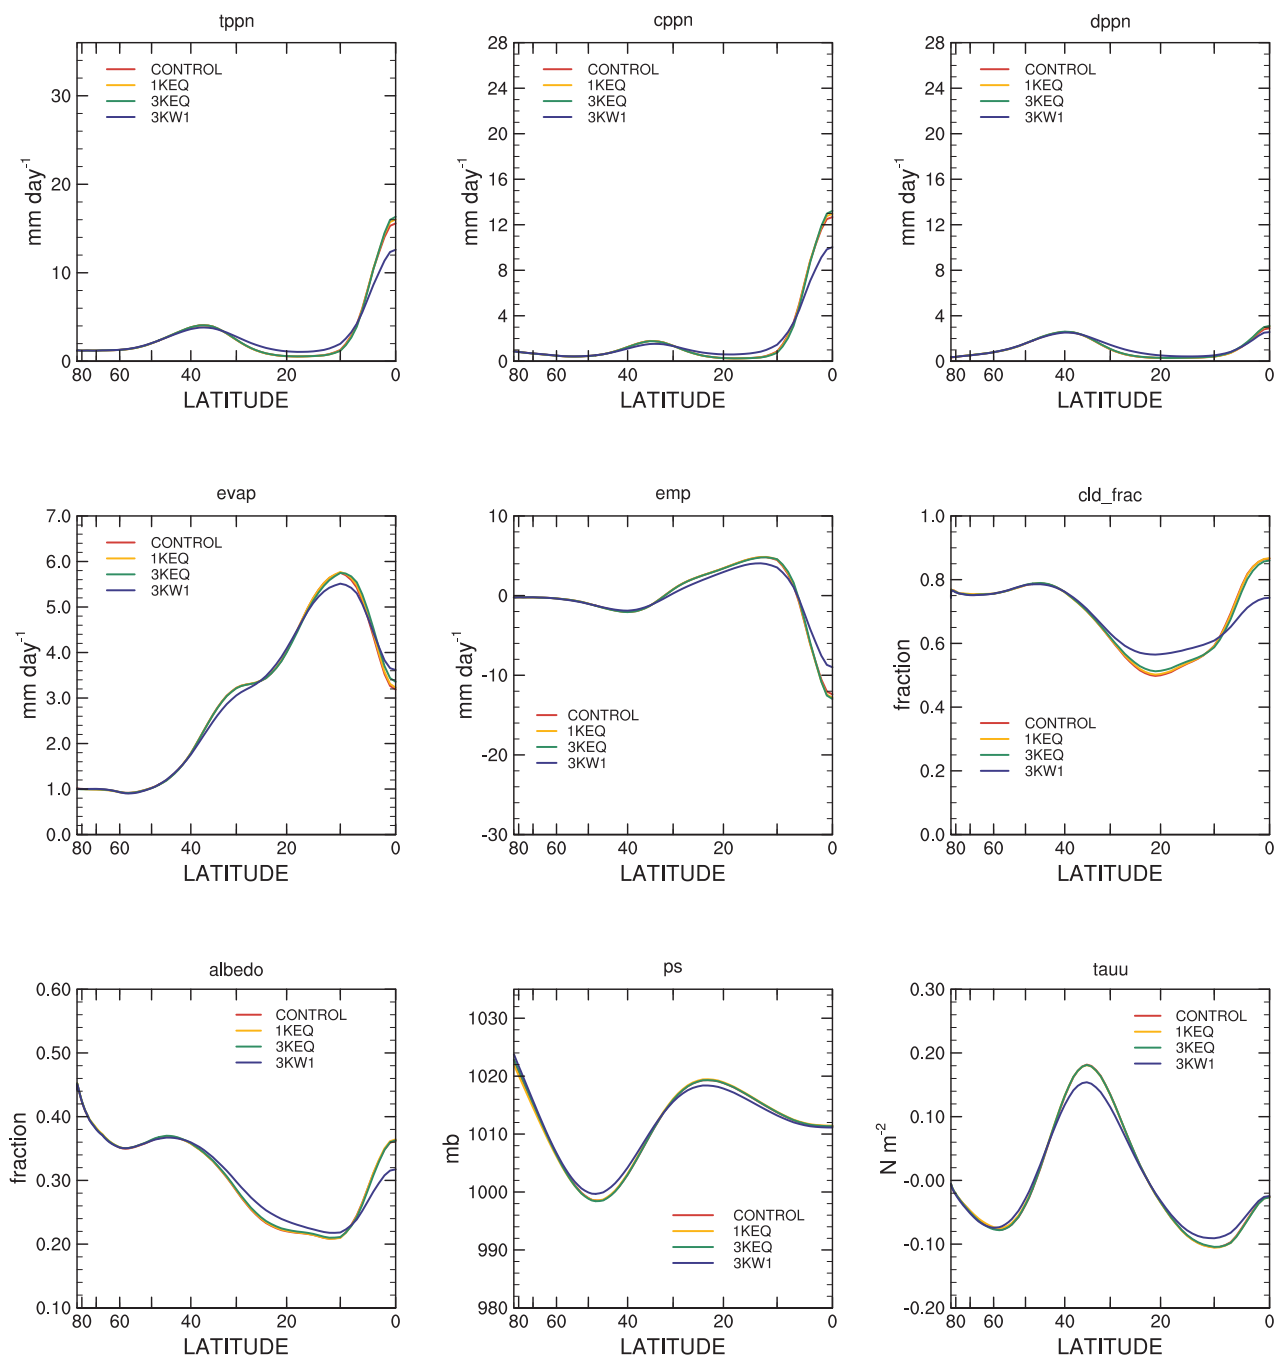 tppn
CONTROL
1KEQ
3KEQ
3KW1
30
20
10
0
mm day-1
80 60 40 20 0
LATITUDE
cppn
CONTROL
1KEQ
3KEQ
3KW1
28
24
20
16
12
8
4
0
mm day-1
80 60 40 20 0
LATITUDE
dppn
CONTROL
1KEQ
3KEQ
3KW1
28
24
20
16
12
8
4
0
mm day-1
80 60 40 20 0
LATITUDE
evap
CONTROL
1KEQ
3KEQ
3KW1
7.0
6.0
5.0
4.0
3.0
2.0
1.0
0.0
mm day-1
80 60 40 20 0
LATITUDE
emp
10
0
-10
-20
-30
mm day-1
CONTROL
1KEQ
3KEQ
3KW1
80 60 40 20 0
LATITUDE
cld_frac
1.0
0.8
0.6
0.4
0.2
0.0
fraction
CONTROL
1KEQ
3KEQ
3KW1
80 60 40 20 0
LATITUDE
albedo
CONTROL
1KEQ
3KEQ
3KW1
0.60
0.50
0.40
0.30
0.20
0.10
fraction
80 60 40 20 0
LATITUDE
ps
1030
1020
1010
1000
990
980
mb
CONTROL
1KEQ
3KEQ
3KW1
80 60 40 20 0
LATITUDE
tauu
CONTROL
1KEQ
3KEQ
3KW1
0.30
0.20
0.10
-0.00
-0.10
-0.20
N m-2
80 60 40 20 0
LATITUDE